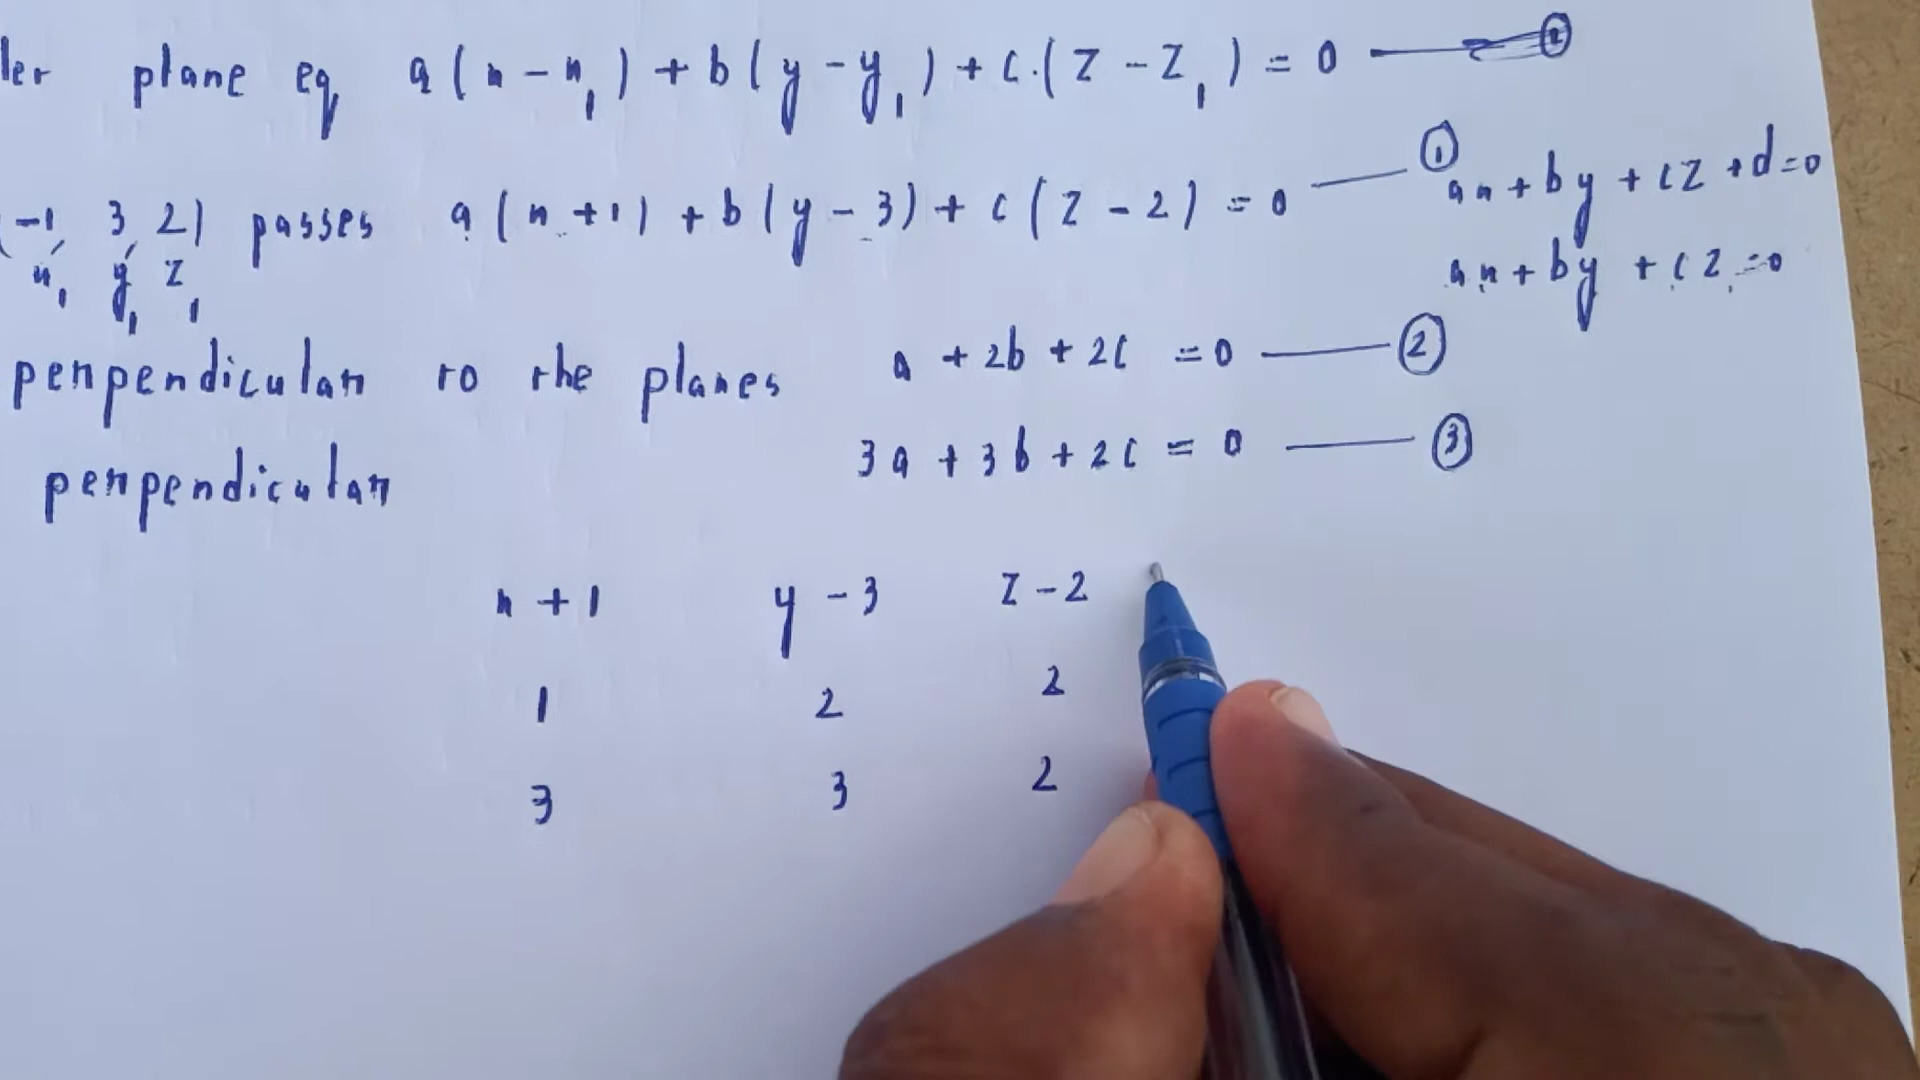 ler plane eq a(x - x₁) + b(y - y₁) + c.(z - z₁) = 0 —
(-1, 3, 2) passes a(x + 1) + b(y - 3) + c(z - 2) = 0 — ①
x₁ y₁ z₁
ax + by + cz + d = 0
ax + by + cz = 0
perpendicular to the planes a + 2b + 2c = 0 — ②
perpendicular 3a + 3b + 2c = 0 — ③
x + 1 y - 3 z - 2
1 2 2
3 3 2